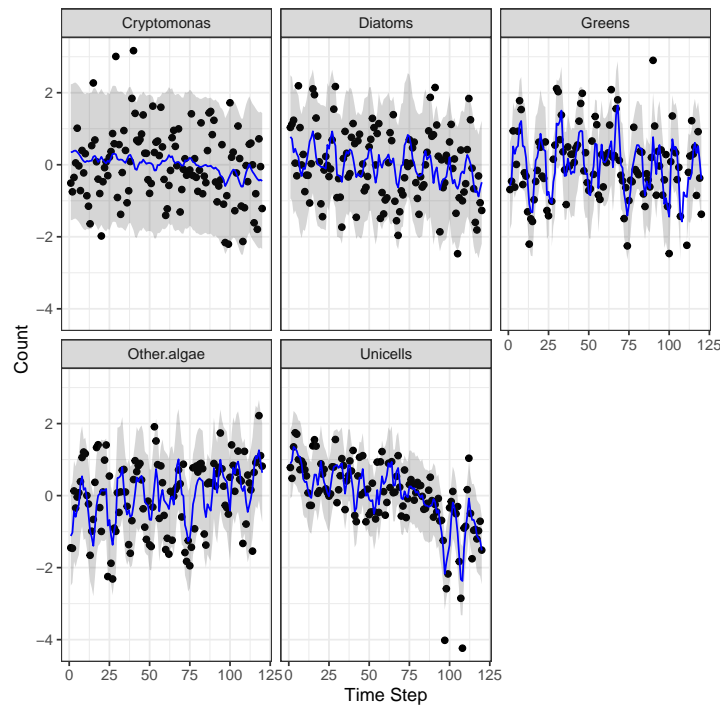 Cryptomonas Diatoms Greens
2
0
−2
−4
0 25 50 75 100 125
Count
Other.algae Unicells
2
0
−2
−4
0 25 50 75 100 125 0 25 50 75 100 125
Time Step